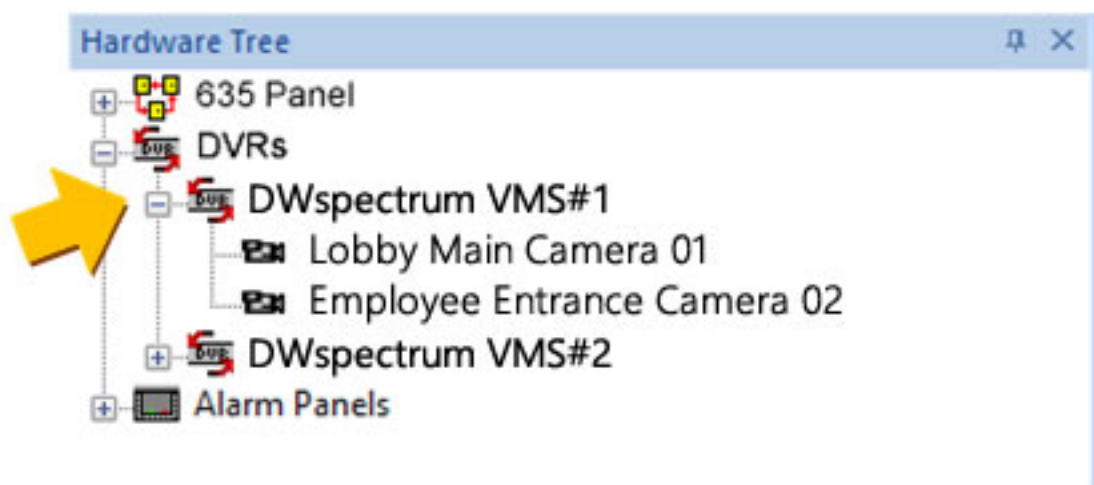 Hardware Tree
635 Panel
DVRs
DWspectrum VMS#1
Lobby Main Camera 01
Employee Entrance Camera 02
DWspectrum VMS#2
Alarm Panels